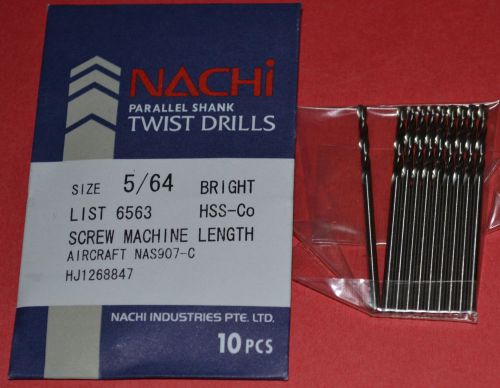 NACHi
PARALLEL SHANK
TWIST DRILLS
SIZE 5/64 BRIGHT
LIST 6563 HSS-Co
SCREW MACHINE LENGTH
AIRCRAFT NAS907-C
HJ1268847
NACHI INDUSTRIES PTE. LTD.
10 PCS